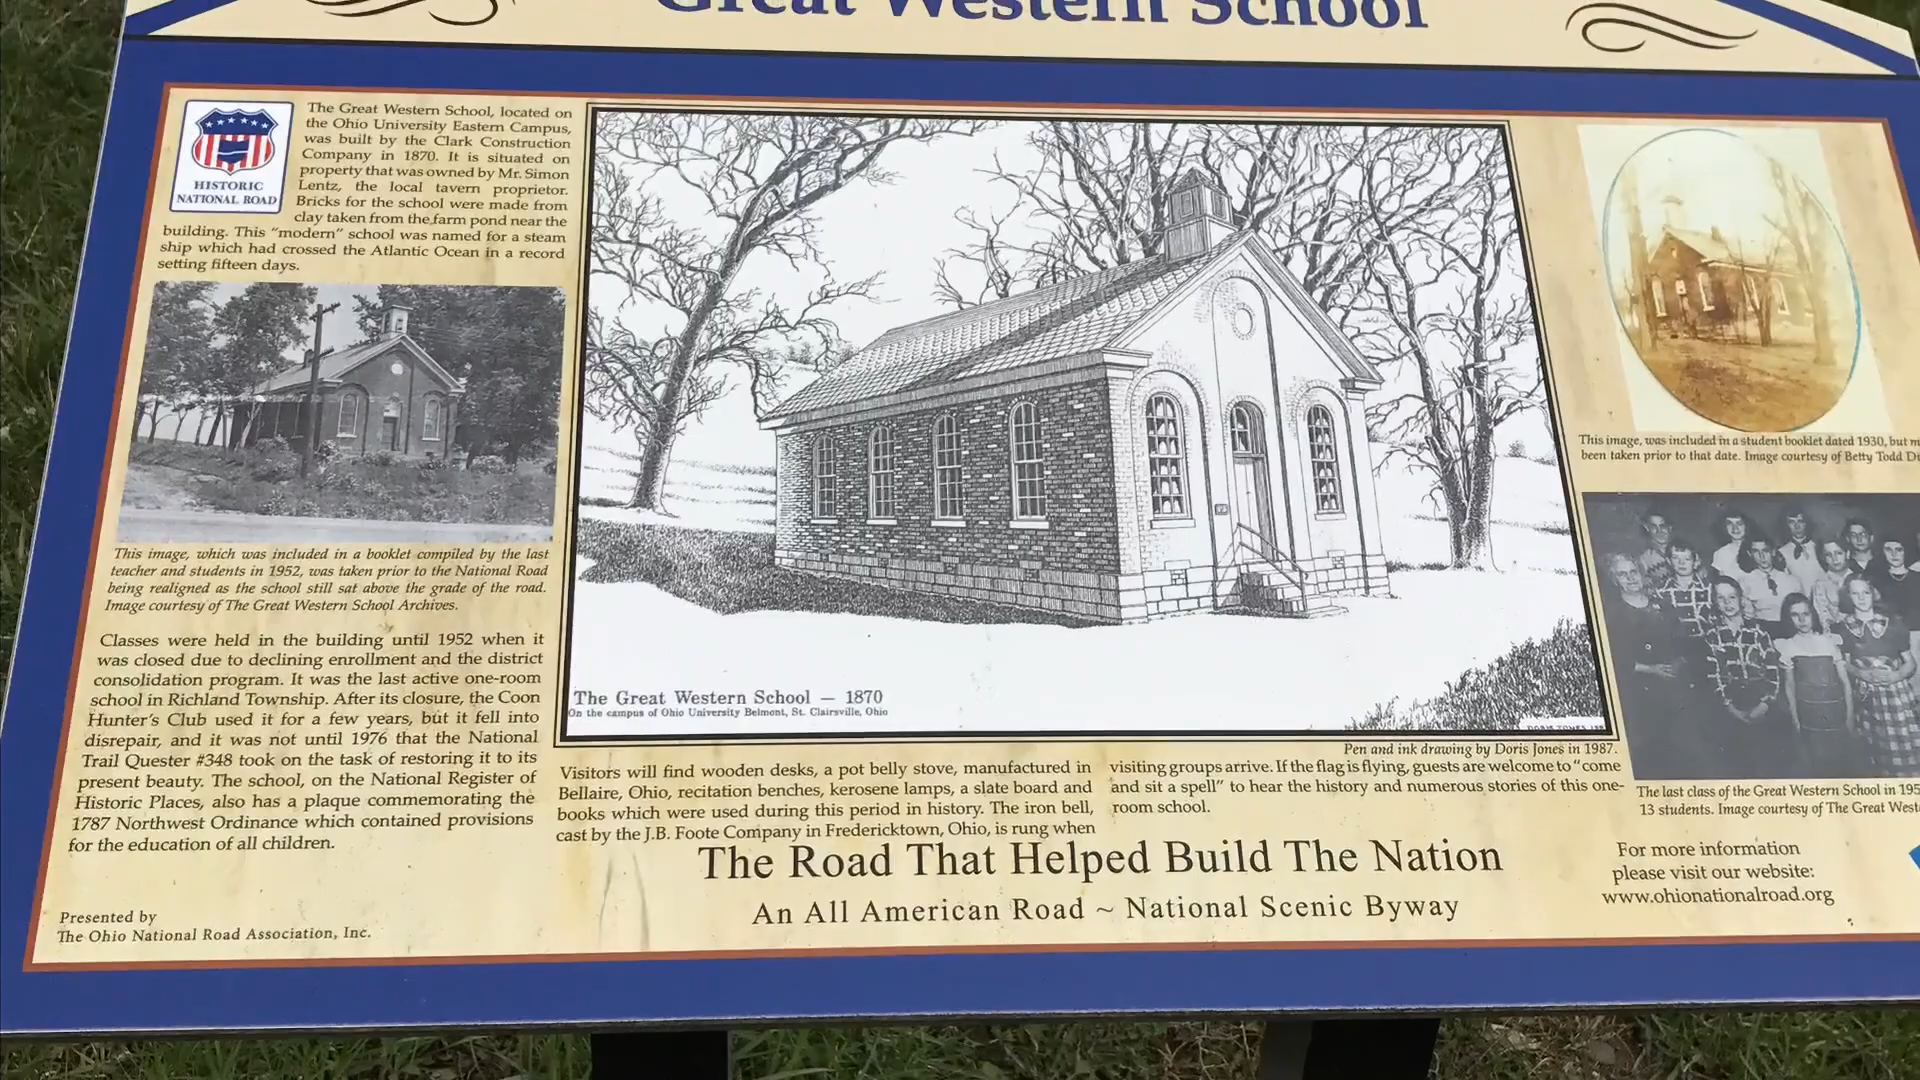 Great Western School
HISTORIC
NATIONAL ROAD
The Great Western School, located on
the Ohio University Eastern Campus,
was built by the Clark Construction
Company in 1870. It is situated on
property that was owned by Mr. Simon
Lentz, the local tavern proprietor.
Bricks for the school were made from
clay taken from the farm pond near the
building. This "modern" school was named for a steam
ship which had crossed the Atlantic Ocean in a record
setting fifteen days.
This image, which was included in a booklet compiled by the last
teacher and students in 1952, was taken prior to the National Road
being realigned as the school still sat above the grade of the road.
Image courtesy of The Great Western School Archives.
Classes were held in the building until 1952 when it
was closed due to declining enrollment and the district
consolidation program. It was the last active one-room
school in Richland Township. After its closure, the Coon
Hunter's Club used it for a few years, but it fell into
disrepair, and it was not until 1976 that the National
Trail Quester #348 took on the task of restoring it to its
present beauty. The school, on the National Register of
Historic Places, also has a plaque commemorating the
1787 Northwest Ordinance which contained provisions
for the education of all children.
Presented by
The Ohio National Road Association, Inc.
The Great Western School — 1870
On the campus of Ohio University Belmont, St. Clairsville, Ohio
DORIS JONES
Pen and ink drawing by Doris Jones in 1987.
Visitors will find wooden desks, a pot belly stove, manufactured in
Bellaire, Ohio, recitation benches, kerosene lamps, a slate board and
books which were used during this period in history. The iron bell,
cast by the J.B. Foote Company in Fredericktown, Ohio, is rung when
visiting groups arrive. If the flag is flying, guests are welcome to "come
and sit a spell" to hear the history and numerous stories of this one-
room school.
The Road That Helped Build The Nation
An All American Road ~ National Scenic Byway
This image, was included in a student booklet dated 1930, but
been taken prior to that date. Image courtesy of Betty Todd
The last class of the Great Western School in
13 students. Image courtesy of The Great
For more information
please visit our website:
www.ohionationalroad.org